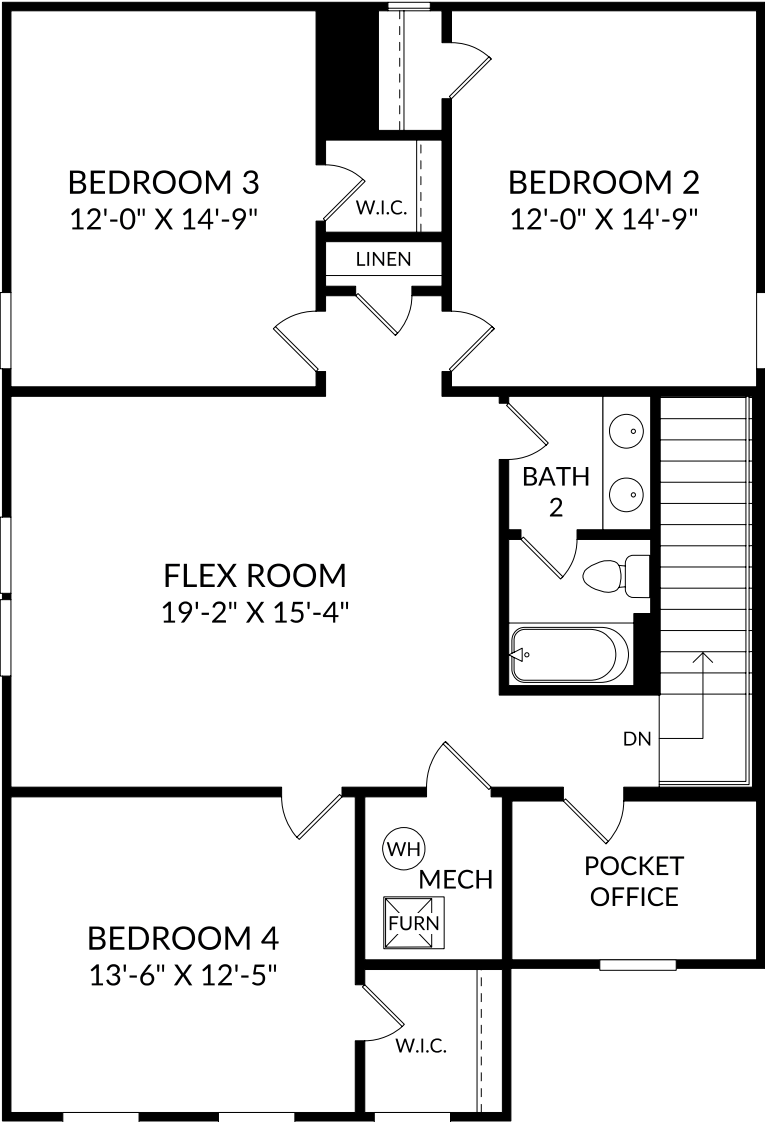 BEDROOM 3
12'-0" X 14'-9"
W.I.C.
BEDROOM 2
12'-0" X 14'-9"
LINEN
BATH
2
FLEX ROOM
19'-2" X 15'-4"
DN
WH
MECH
FURN
POCKET
OFFICE
BEDROOM 4
13'-6" X 12'-5"
W.I.C.